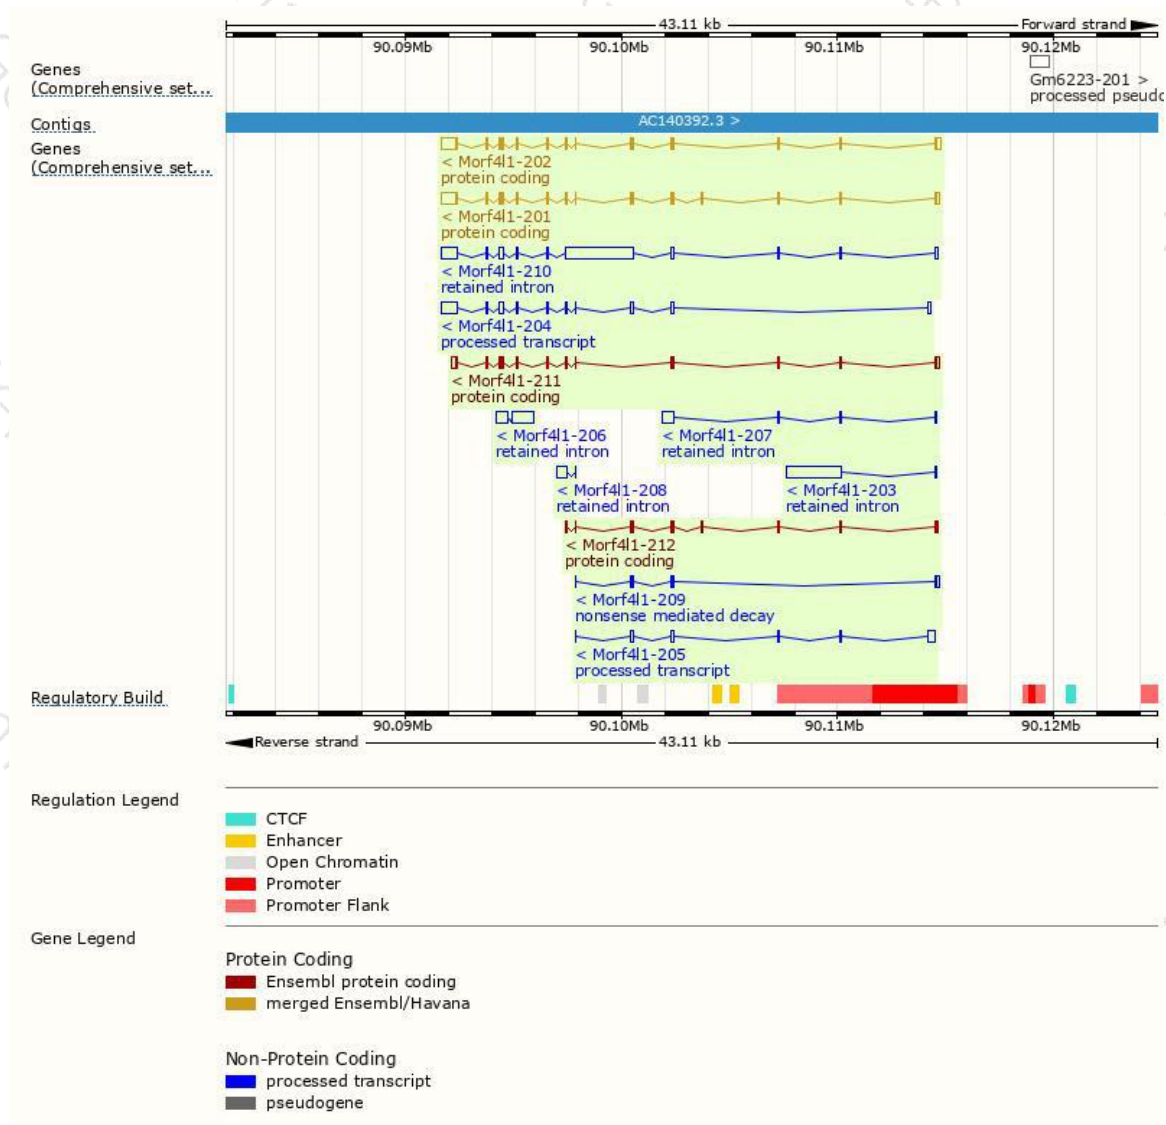 43.11 kb
Forward strand
90.09Mb 90.10Mb 90.11Mb 90.12Mb
Genes
(Comprehensive set...
Gm6223-201 >
processed pseudo
Contigs
AC140392.3 >
Genes
(Comprehensive set...
< Morf4l1-202
protein coding
< Morf4l1-201
protein coding
< Morf4l1-210
retained intron
< Morf4l1-204
processed transcript
< Morf4l1-211
protein coding
< Morf4l1-206 < Morf4l1-207
retained intron retained intron
< Morf4l1-208 < Morf4l1-203
retained intron retained intron
< Morf4l1-212
protein coding
< Morf4l1-209
nonsense mediated decay
< Morf4l1-205
processed transcript
Regulatory Build
90.09Mb 90.10Mb 90.11Mb 90.12Mb
Reverse strand 43.11 kb
Regulation Legend
CTCF
Enhancer
Open Chromatin
Promoter
Promoter Flank
Gene Legend
Protein Coding
Ensembl protein coding
merged Ensembl/Havana
Non-Protein Coding
processed transcript
pseudogene